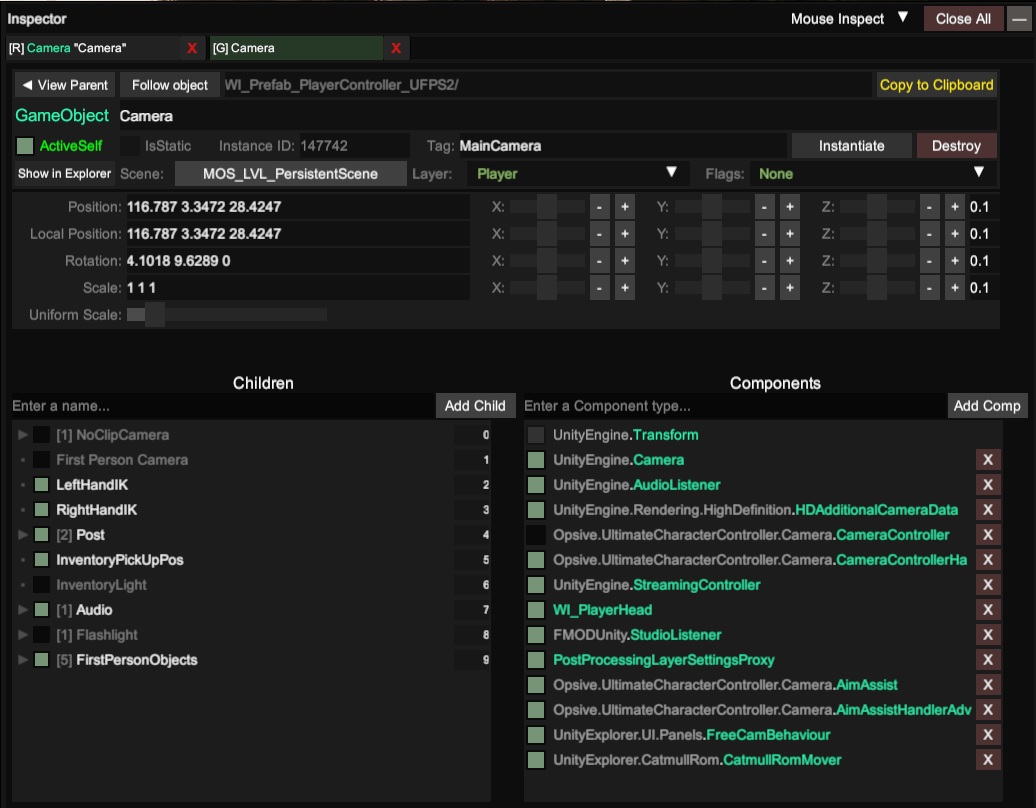 Inspector
Mouse Inspect ▼ Close All —
[R] Camera "Camera" X [G] Camera X
◄ View Parent Follow object WI_Prefab_PlayerController_UFPS2/ Copy to Clipboard
GameObject Camera
ActiveSelf IsStatic Instance ID: 147742 Tag: MainCamera Instantiate Destroy
Show in Explorer Scene: MOS_LVL_PersistentScene Layer: Player ▼ Flags: None ▼
Position: 116.787 3.3472 28.4247 X: - + Y: - + Z: - + 0.1
Local Position: 116.787 3.3472 28.4247 X: - + Y: - + Z: - + 0.1
Rotation: 4.1018 9.6289 0 X: - + Y: - + Z: - + 0.1
Scale: 1 1 1 X: - + Y: - + Z: - + 0.1
Uniform Scale:
Children
Enter a name... Add Child
► [1] NoClipCamera 0
First Person Camera 1
LeftHandIK 2
RightHandIK 3
► [2] Post 4
InventoryPickUpPos 5
InventoryLight 6
► [1] Audio 7
► [1] Flashlight 8
► [5] FirstPersonObjects 9
Components
Enter a Component type... Add Comp
UnityEngine.Transform
UnityEngine.Camera X
UnityEngine.AudioListener X
UnityEngine.Rendering.HighDefinition.HDAdditionalCameraData X
Opsive.UltimateCharacterController.Camera.CameraController X
Opsive.UltimateCharacterController.Camera.CameraControllerHa X
UnityEngine.StreamingController X
WI_PlayerHead X
FMODUnity.StudioListener X
PostProcessingLayerSettingsProxy X
Opsive.UltimateCharacterController.Camera.AimAssist X
Opsive.UltimateCharacterController.Camera.AimAssistHandlerAdv X
UnityExplorer.UI.Panels.FreeCamBehaviour X
UnityExplorer.CatmullRom.CatmullRomMover X